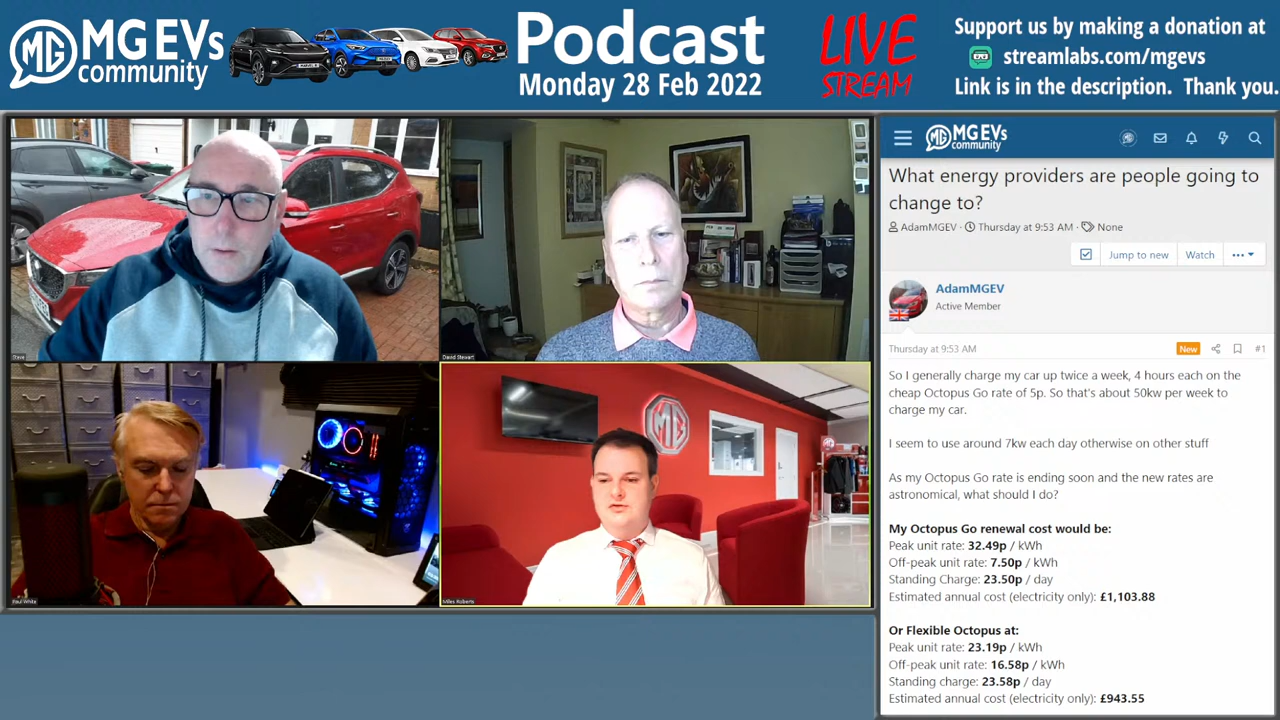 MG
MG EVs
community
Podcast
Monday 28 Feb 2022
LIVE
STREAM
Support us by making a donation at
streamlabs.com/mgevs
Link is in the description. Thank you.
Steve
David Stewart
Paul White
MG
Miles Roberts
MG EVs
community
What energy providers are people going to
change to?
AdamMGEV · Thursday at 9:53 AM · None
Jump to new
Watch
AdamMGEV
Active Member
Thursday at 9:53 AM
New
#1
So I generally charge my car up twice a week, 4 hours each on the
cheap Octopus Go rate of 5p. So that's about 50kw per week to
charge my car.
I seem to use around 7kw each day otherwise on other stuff
As my Octopus Go rate is ending soon and the new rates are
astronomical, what should I do?
My Octopus Go renewal cost would be:
Peak unit rate: 32.49p / kWh
Off-peak unit rate: 7.50p / kWh
Standing Charge: 23.50p / day
Estimated annual cost (electricity only): £1,103.88
Or Flexible Octopus at:
Peak unit rate: 23.19p / kWh
Off-peak unit rate: 16.58p / kWh
Standing charge: 23.58p / day
Estimated annual cost (electricity only): £943.55